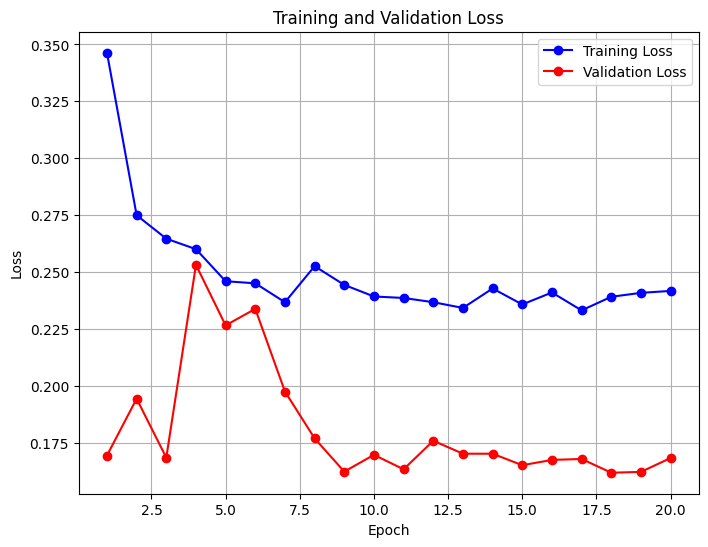 Training and Validation Loss
Training Loss
Validation Loss
0.350
0.325
0.300
0.275
0.250
0.225
0.200
0.175
Loss
2.5 5.0 7.5 10.0 12.5 15.0 17.5 20.0
Epoch